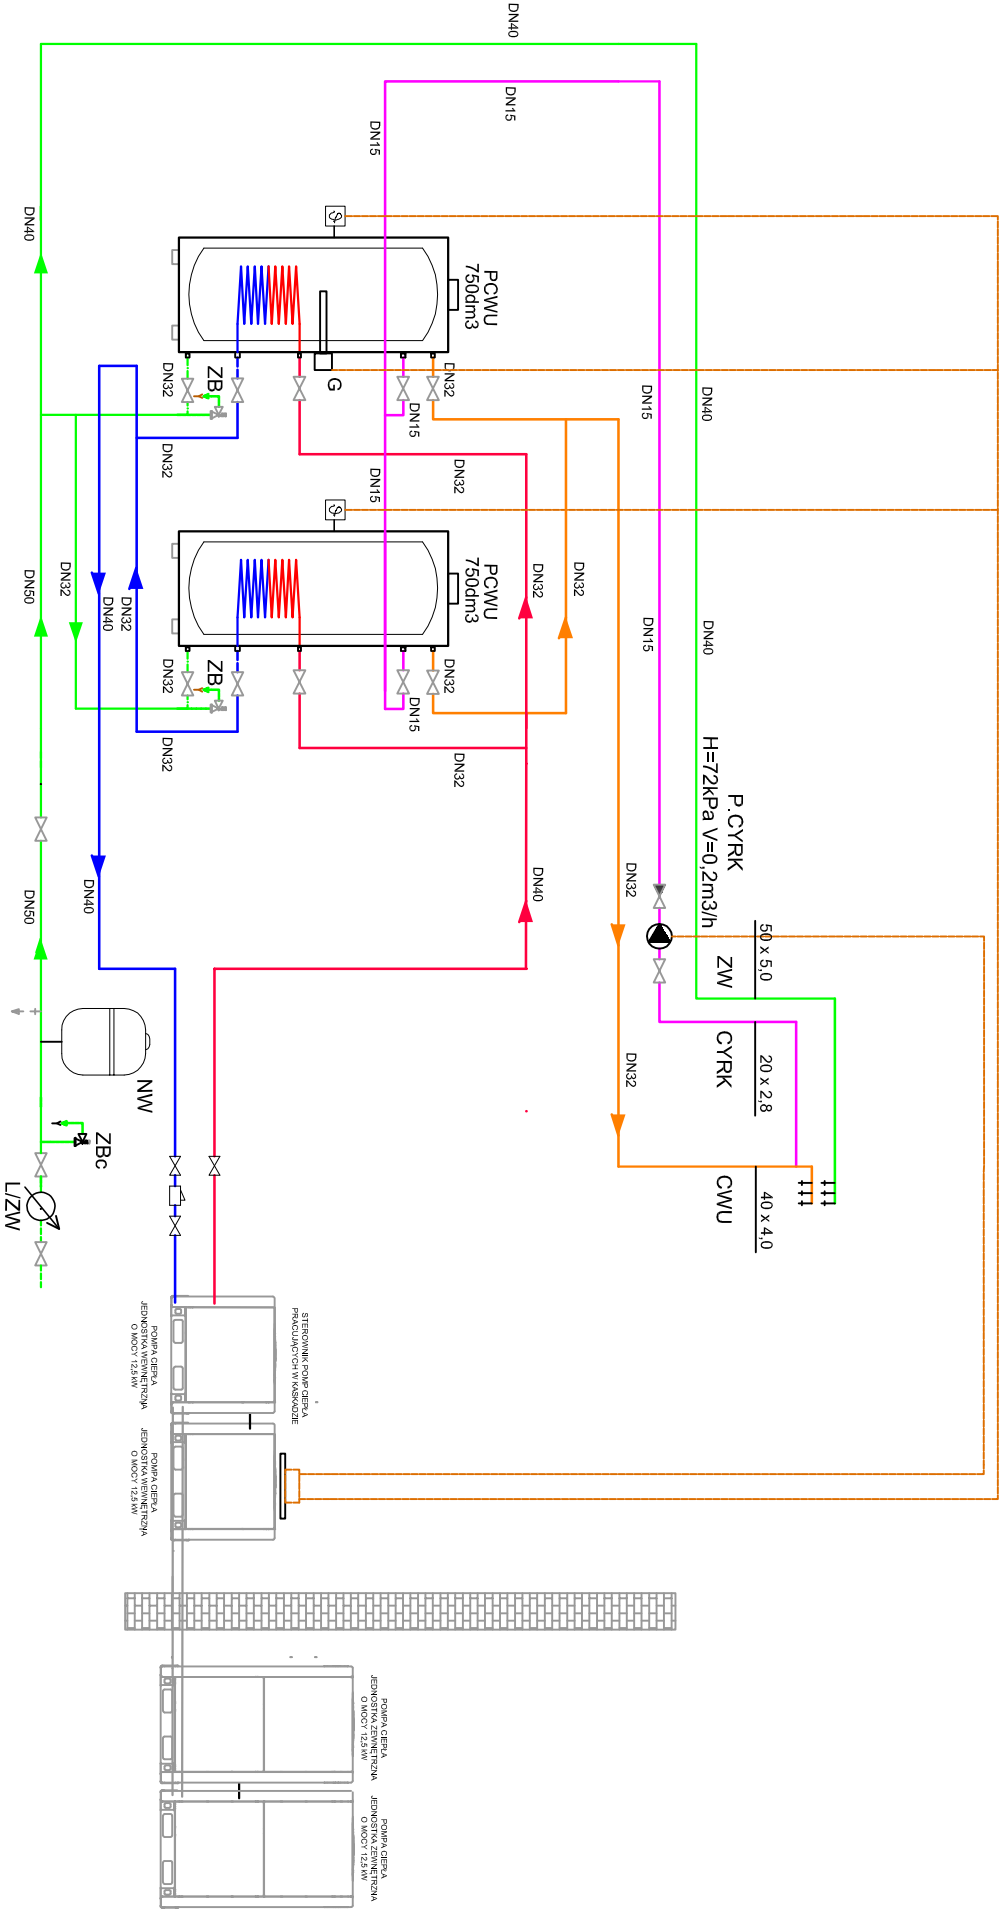 50 x 5,0
20 x 2,8
40 x 4,0
P.CYRK
H=72kPa V=0,2m3/h
ZW
CYRK
CWU
DN40
DN40
DN15
DN15
DN32
DN32
DN32
DN32
DN40
DN40
DN15
PCWU
750dm3
PCWU
750dm3
DN32
DN32
DN32
DN32
DN15
DN15
DN15
DN15
POMPA CIEPŁA
JEDNOSTKA ZEWNĘTRZNA
O MOCY 12,5 kW
POMPA CIEPŁA
JEDNOSTKA ZEWNĘTRZNA
O MOCY 12,5 kW
G
STEROWNIK POMP CIEPŁA
PRACUJĄCYCH W KASKADZIE
ZB
ZB
DN32
DN32
DN32
DN32
POMPA CIEPŁA
JEDNOSTKA WEWNĘTRZNA
O MOCY 12,5 kW
POMPA CIEPŁA
JEDNOSTKA WEWNĘTRZNA
O MOCY 12,5 kW
NW
DN32
DN40
ZBc
DN40
DN32
DN40
DN50
DN50
L/ZW